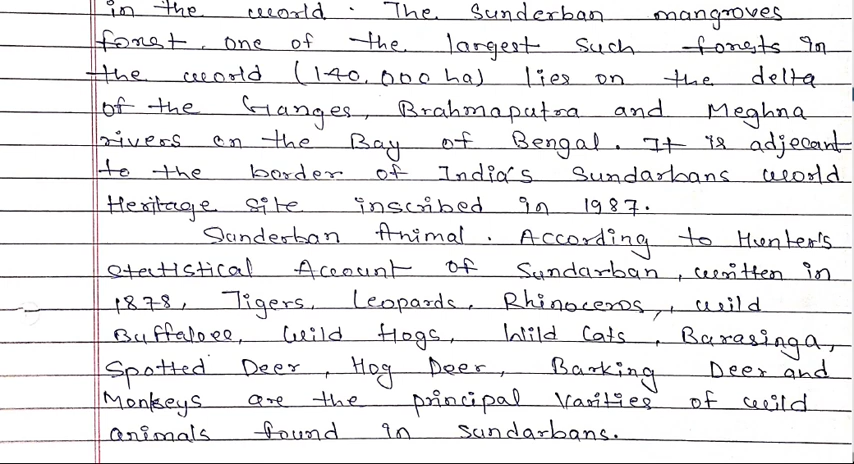 in the world. The Sunderban mangroves
forest, one of the largest such forests in
the world (140,000 ha) lies on the delta
of the Ganges, Brahmaputra and Meghna
rivers on the Bay of Bengal. It is adjecant
to the border of India's Sundarbans world
Heritage site inscribed in 1987.
Sunderban Animal. According to Hunter's
Statistical Account of Sundarban, written in
1878, Tigers, Leopards, Rhinoceros, wild
Buffaloee, Wild Hogs, Wild Cats, Barasinga,
Spotted Deer, Hog Deer, Barking Deer and
Monkeys are the principal Varities of wild
animals found in sundarbans.